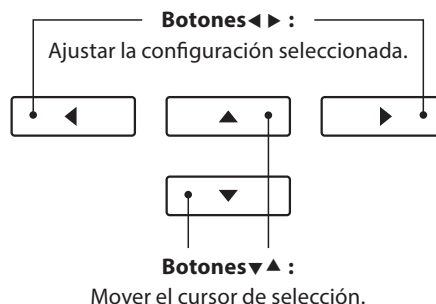 Botones◀ ▶ :
Ajustar la configuración seleccionada.
◀ ▲ ▶
▼
Botones▼▲ :
Mover el cursor de selección.